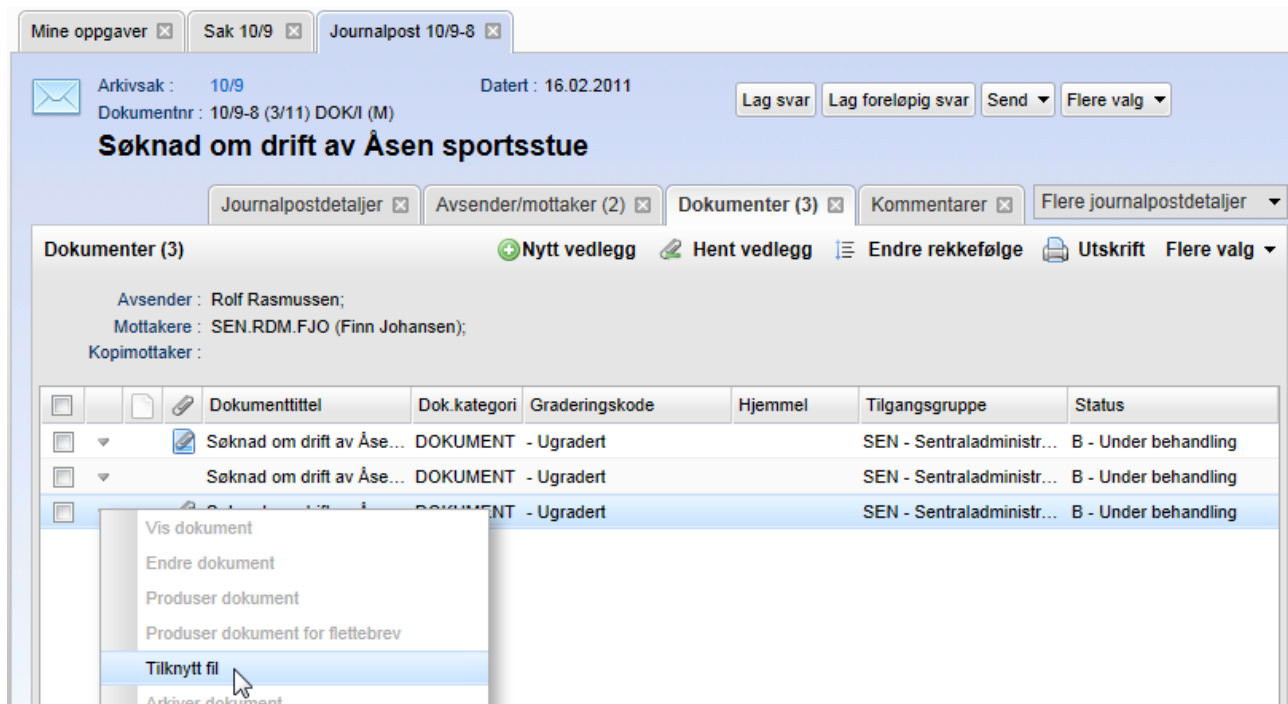 Mine oppgaver Sak 10/9 Journalpost 10/9-8
Arkivsak : 10/9 Datert : 16.02.2011
Lag svar Lag foreløpig svar Send Flere valg
Dokumentnr : 10/9-8 (3/11) DOK/I (M)
Søknad om drift av Åsen sportsstue
Journalpostdetaljer Avsender/mottaker (2) Dokumenter (3) Kommentarer Flere journalpostdetaljer
Dokumenter (3) Nytt vedlegg Hent vedlegg Endre rekkefølge Utskrift Flere valg
Avsender : Rolf Rasmussen;
Mottakere : SEN.RDM.FJO (Finn Johansen);
Kopimottaker :
Dokumenttittel Dok.kategori Graderingskode Hjemmel Tilgangsgruppe Status
Søknad om drift av Åse... DOKUMENT - Ugradert SEN - Sentraladministr... B - Under behandling
Søknad om drift av Åse... DOKUMENT - Ugradert SEN - Sentraladministr... B - Under behandling
- Ugradert SEN - Sentraladministr... B - Under behandling
Vis dokument
Endre dokument
Produser dokument
Produser dokument for flettebrev
Tilknytt fil
Arkiver dokument